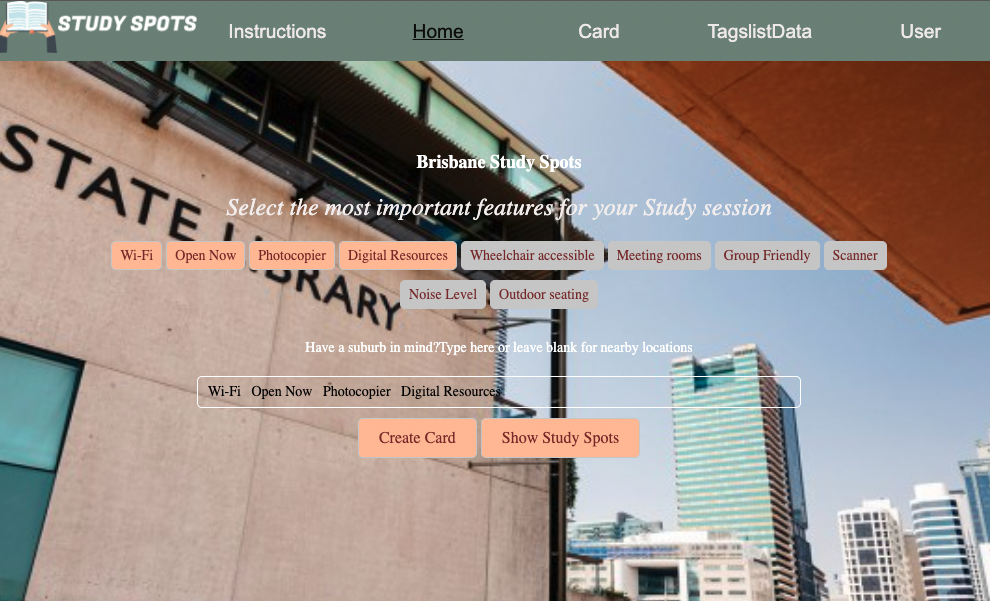 STUDY SPOTS Instructions Home Card TagslistData User
Brisbane Study Spots
Select the most important features for your Study session
Wi-Fi Open Now Photocopier Digital Resources Wheelchair accessible Meeting rooms Group Friendly Scanner
Noise Level Outdoor seating
STATE LIBRARY
Have a suburb in mind?Type here or leave blank for nearby locations
Wi-Fi Open Now Photocopier Digital Resources
Create Card Show Study Spots